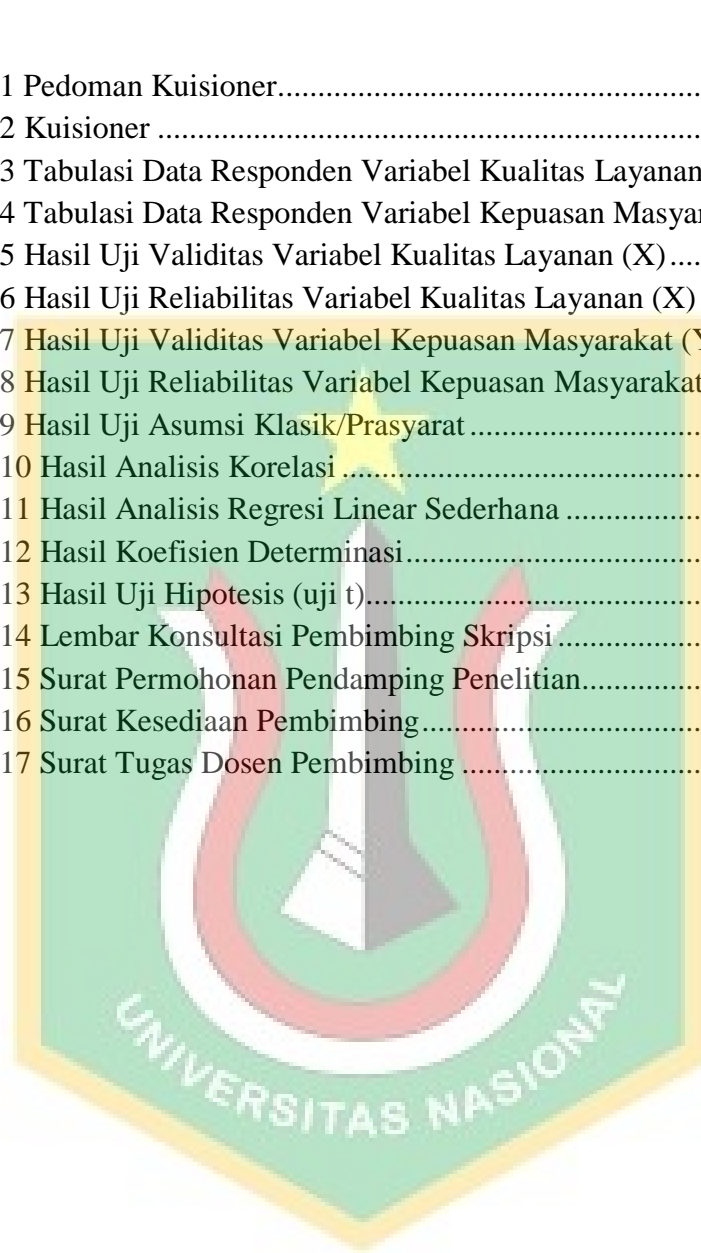 1 Pedoman Kuisioner
2 Kuisioner
3 Tabulasi Data Responden Variabel Kualitas Layanan
4 Tabulasi Data Responden Variabel Kepuasan
5 Hasil Uji Validitas Variabel Kualitas Layanan (X)
6 Hasil Uji Reliabilitas Variabel Kualitas Layanan (X)
7 Hasil Uji Validitas Variabel Kepuasan Masyarakat (Y
8 Hasil Uji Reliabilitas Variabel Kepuasan Masyarakat
9 Hasil Uji Asumsi Klasik/Prasyarat
10 Hasil Analisis Korelasi
11 Hasil Analisis Regresi Linear Sederhana
12 Hasil Koefisien Determinasi
13 Hasil Uji Hipotesis (uji t)
14 Lembar Konsultasi Pembimbing Skripsi
15 Surat Permohonan Pendamping Penelitian
16 Surat Kesediaan Pembimbing
17 Surat Tugas Dosen Pembimbing
UNIVERSITAS NASIONAL